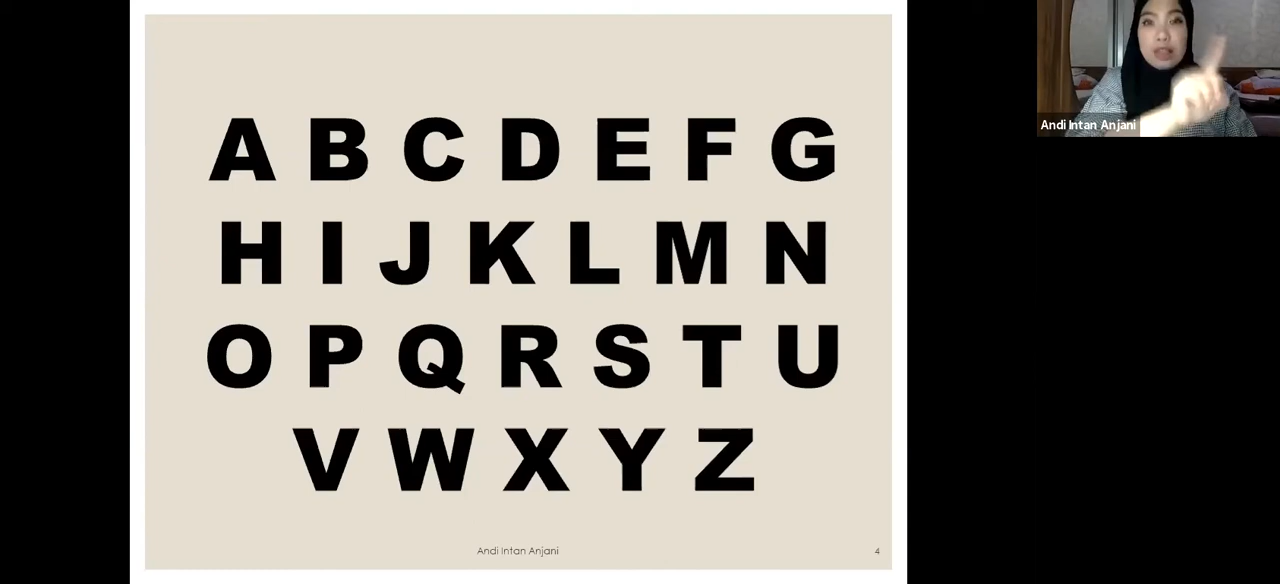 A B C D E F G
H I J K L M N
O P Q R S T U
V W X Y Z
Andi Intan Anjani
4
Andi Intan Anjani